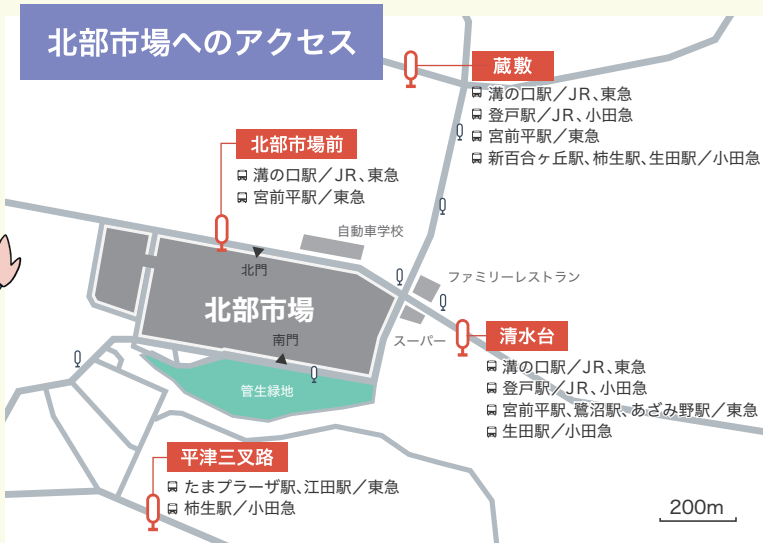 北部市場へのアクセス
蔵敷
溝の口駅／JR、東急
登戸駅／JR、小田急
宮前平駅／東急
新百合ヶ丘駅、柿生駅、生田駅／小田急
北部市場前
溝の口駅／JR、東急
宮前平駅／東急
自動車学校
北門
ファミリーレストラン
北部市場
スーパー
南門
清水台
溝の口駅／JR、東急
登戸駅／JR、小田急
宮前平駅、鷺沼駅、あざみ野駅／東急
生田駅／小田急
管生緑地
平津三叉路
たまプラーザ駅、江田駅／東急
柿生駅／小田急
200m